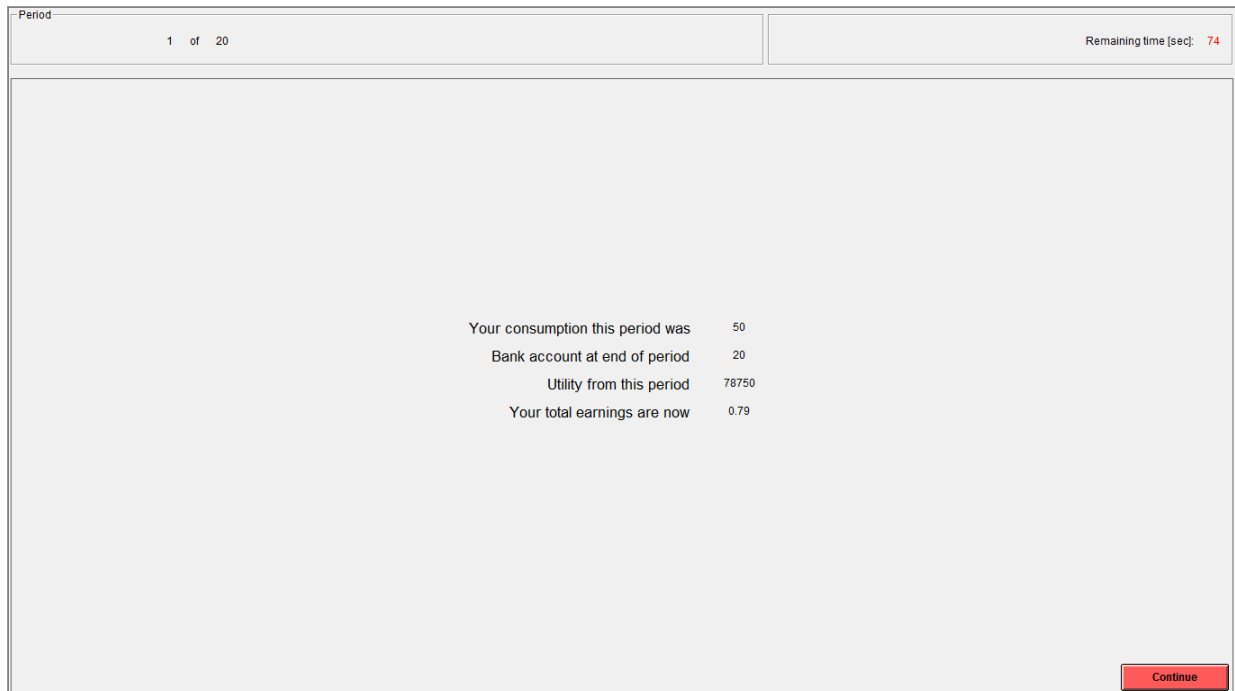 Period
1 of 20
Remaining time [sec]: 74
Your consumption this period was 50
Bank account at end of period 20
Utility from this period 78750
Your total earnings are now 0.79
Continue